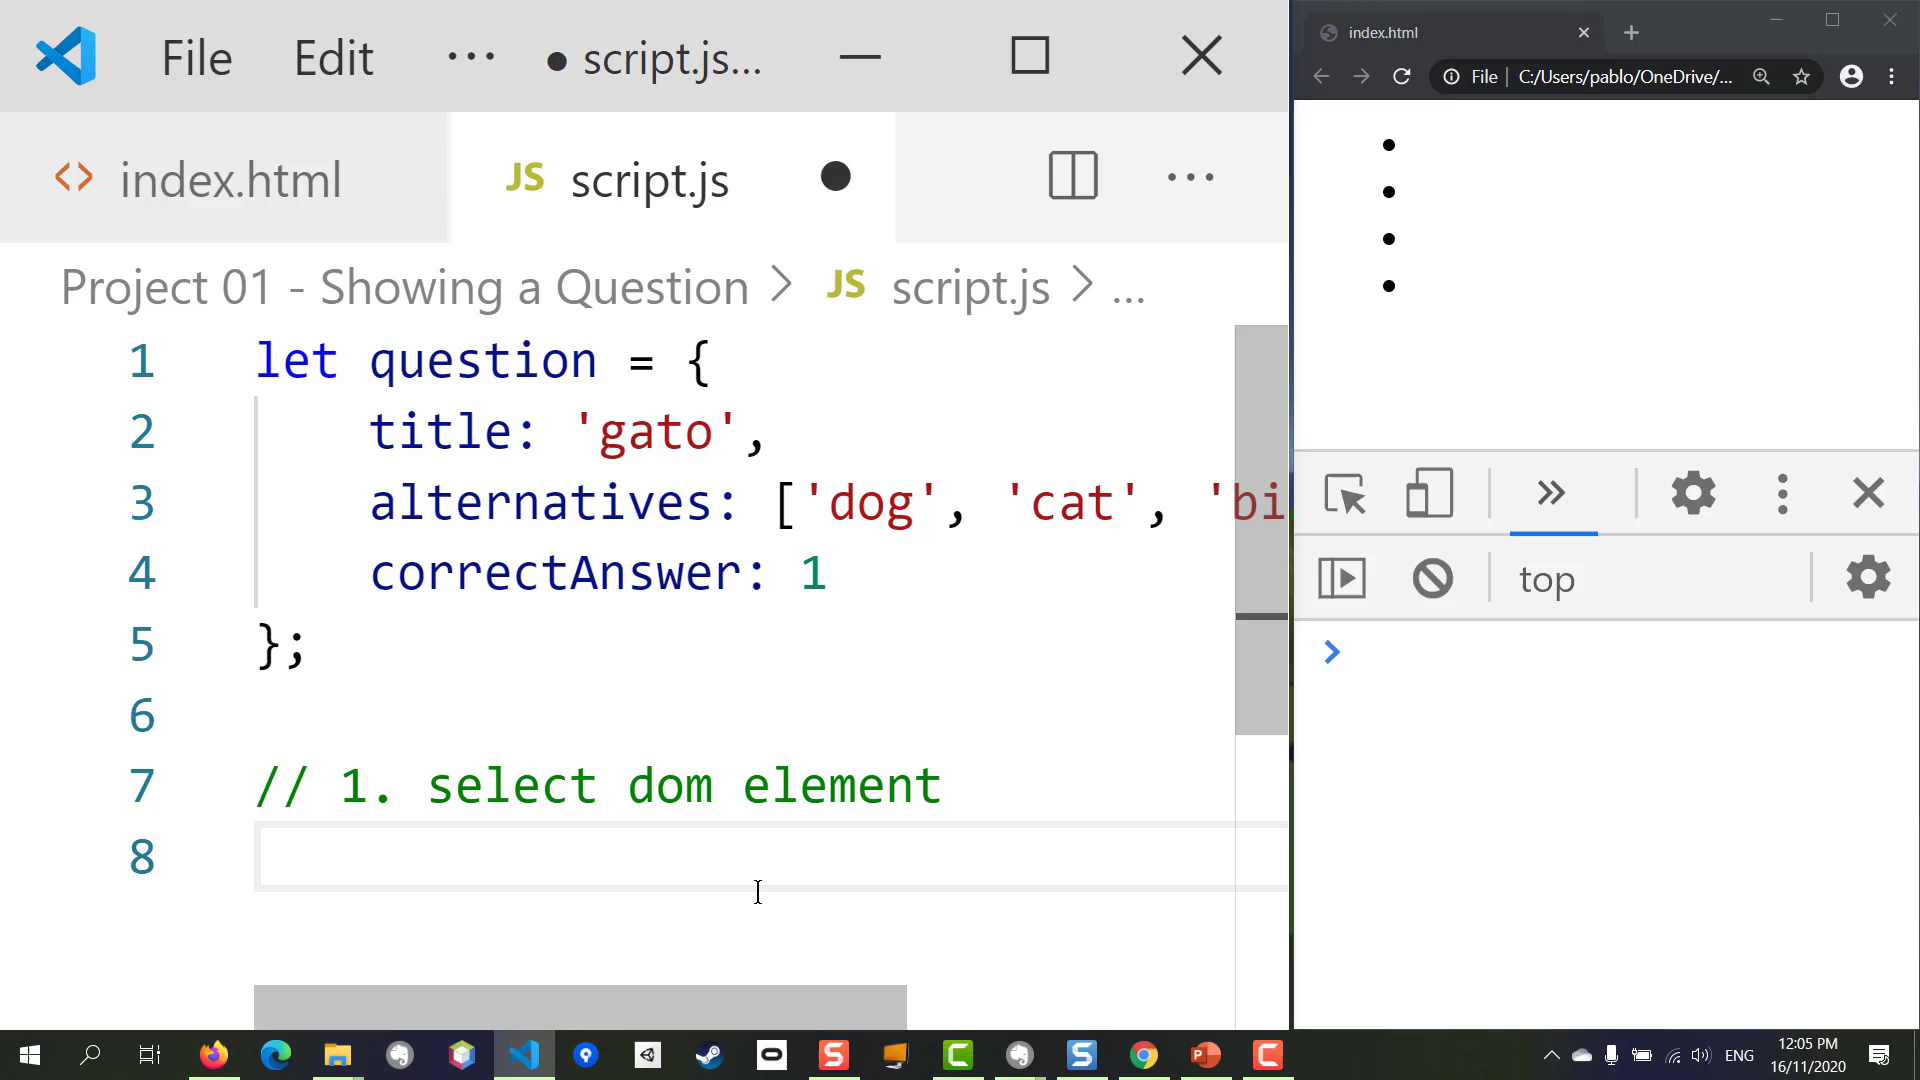 File Edit ··· ● script.js...
index.html JS script.js ● ···
Project 01 - Showing a Question > JS script.js > ...
1 let question = {
2 title: 'gato',
3 alternatives: ['dog', 'cat', 'bi
4 correctAnswer: 1
5 };
6
7 // 1. select dom element
8
index.html
File | C:/Users/pablo/OneDrive/...
top
ENG
12:05 PM
16/11/2020